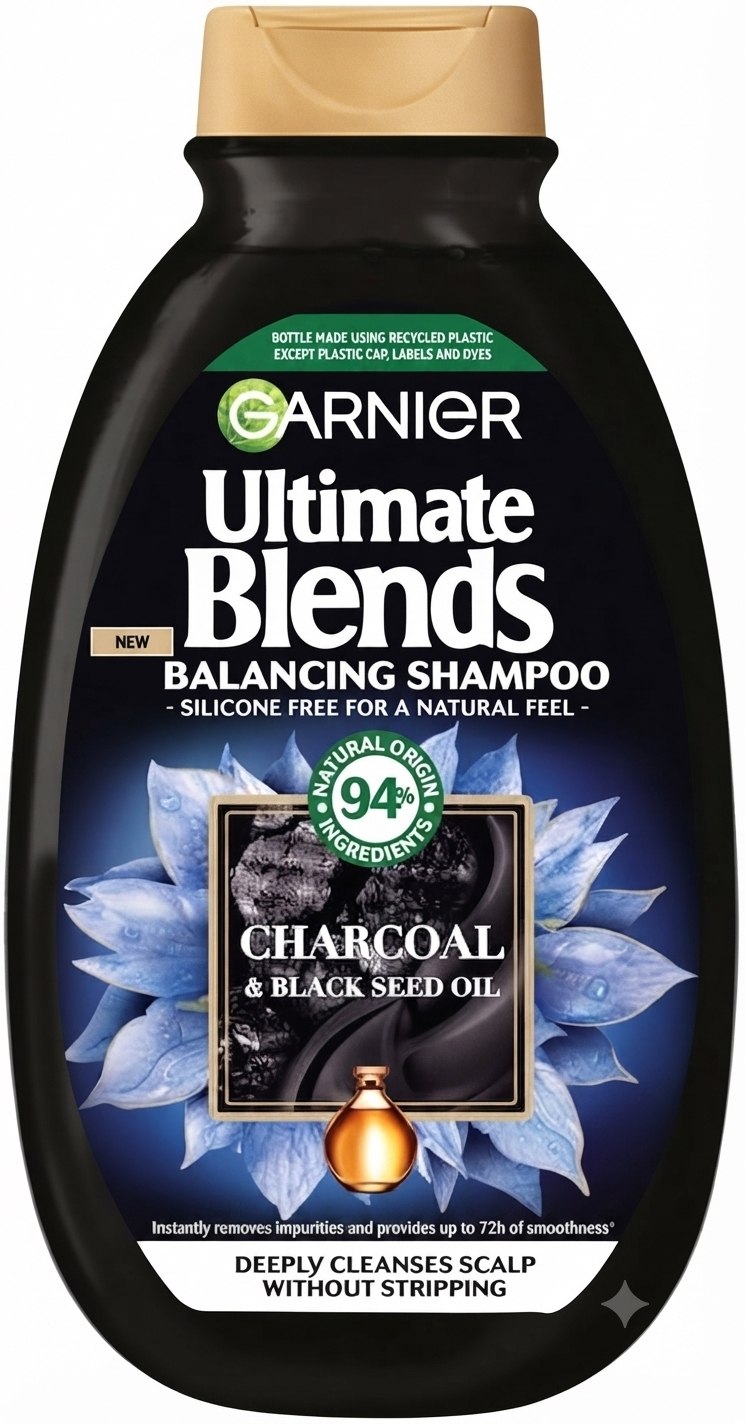 BOTTLE MADE USING RECYCLED PLASTIC
EXCEPT PLASTIC CAP, LABELS AND DYES
GARNIER
Ultimate
Blends
NEW
BALANCING SHAMPOO
- SILICONE FREE FOR A NATURAL FEEL -
NATURAL ORIGIN
94%
INGREDIENTS
CHARCOAL
& BLACK SEED OIL
Instantly removes impurities and provides up to 72h of smoothness°
DEEPLY CLEANSES SCALP
WITHOUT STRIPPING